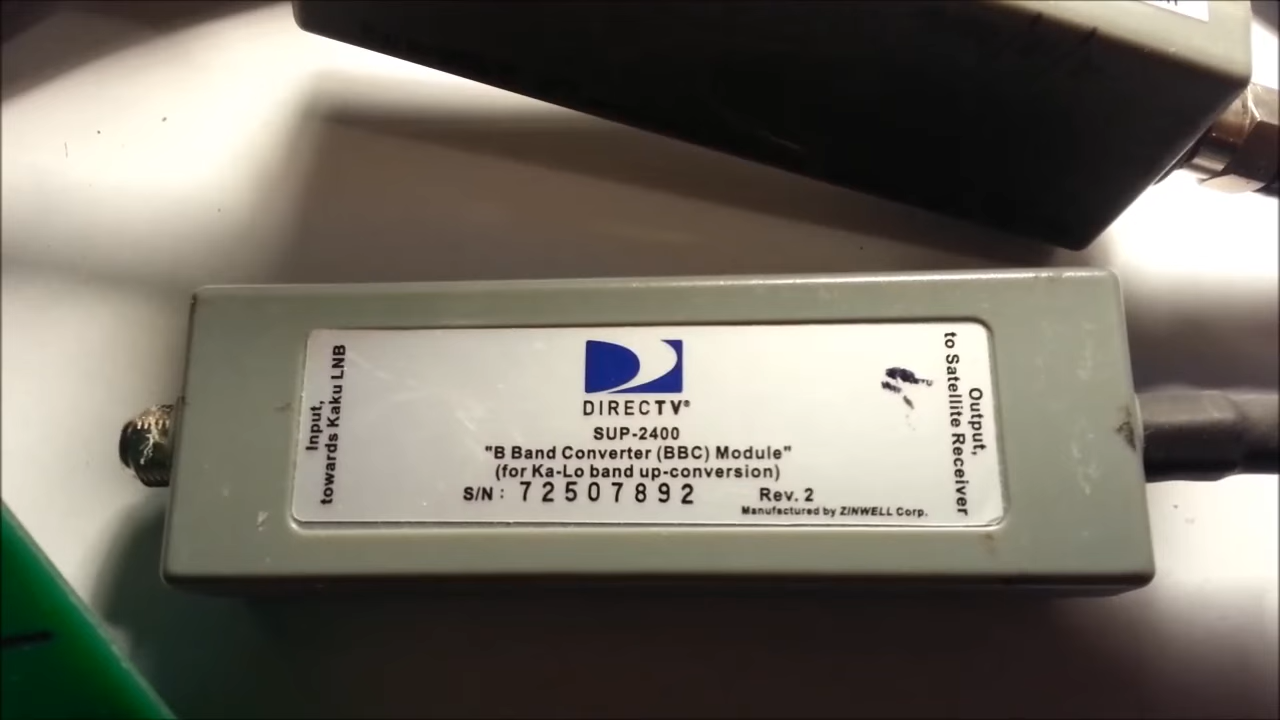 Input,
towards Kaku LNB
DIRECTV®
SUP-2400
"B Band Converter (BBC) Module"
(for Ka-Lo band up-conversion)
S/N : 72507892 Rev. 2
Manufactured by ZINWELL Corp.
Output,
to Satellite Receiver